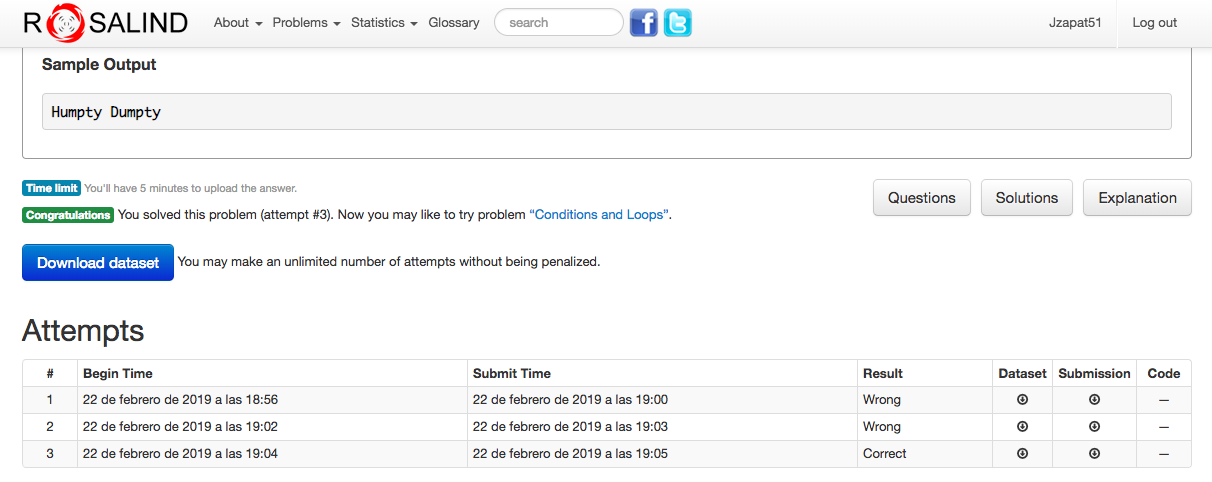 ROSALIND About Problems Statistics Glossary search Jzapat51 Log out
Sample Output
Humpty Dumpty
Time limit You'll have 5 minutes to upload the answer.
Questions Solutions Explanation
Congratulations You solved this problem (attempt #3). Now you may like to try problem “Conditions and Loops”.
Download dataset You may make an unlimited number of attempts without being penalized.
Attempts
# Begin Time Submit Time Result Dataset Submission Code
1 22 de febrero de 2019 a las 18:56 22 de febrero de 2019 a las 19:00 Wrong —
2 22 de febrero de 2019 a las 19:02 22 de febrero de 2019 a las 19:03 Wrong —
3 22 de febrero de 2019 a las 19:04 22 de febrero de 2019 a las 19:05 Correct —